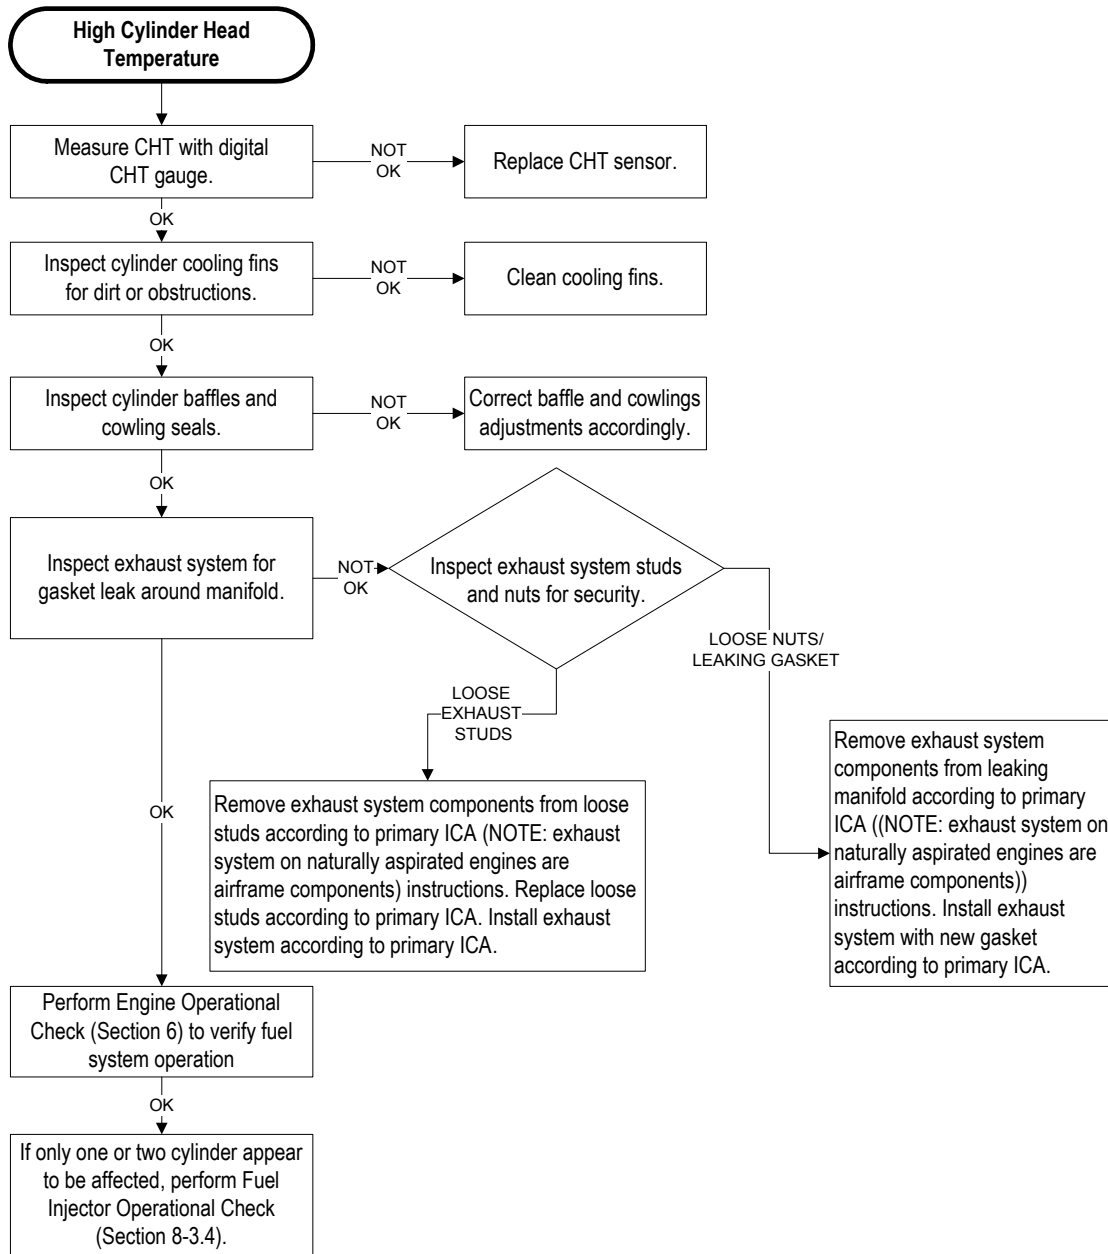 High Cylinder Head
Temperature
Measure CHT with digital
CHT gauge.
NOT
OK
Replace CHT sensor.
OK
Inspect cylinder cooling fins
for dirt or obstructions.
NOT
OK
Clean cooling fins.
OK
Inspect cylinder baffles and
cowling seals.
NOT
OK
Correct baffle and cowlings
adjustments accordingly.
OK
Inspect exhaust system for
gasket leak around manifold.
NOT
OK
Inspect exhaust system studs
and nuts for security.
LOOSE NUTS/
LEAKING GASKET
LOOSE
EXHAUST
STUDS
Remove exhaust system
components from leaking
manifold according to primary
ICA ((NOTE: exhaust system on
naturally aspirated engines are
airframe components))
instructions. Install exhaust
system with new gasket
according to primary ICA.
Remove exhaust system components from loose
studs according to primary ICA (NOTE: exhaust
system on naturally aspirated engines are
airframe components) instructions. Replace loose
studs according to primary ICA. Install exhaust
system according to primary ICA.
OK
Perform Engine Operational
Check (Section 6) to verify fuel
system operation
OK
If only one or two cylinder appear
to be affected, perform Fuel
Injector Operational Check
(Section 8-3.4).